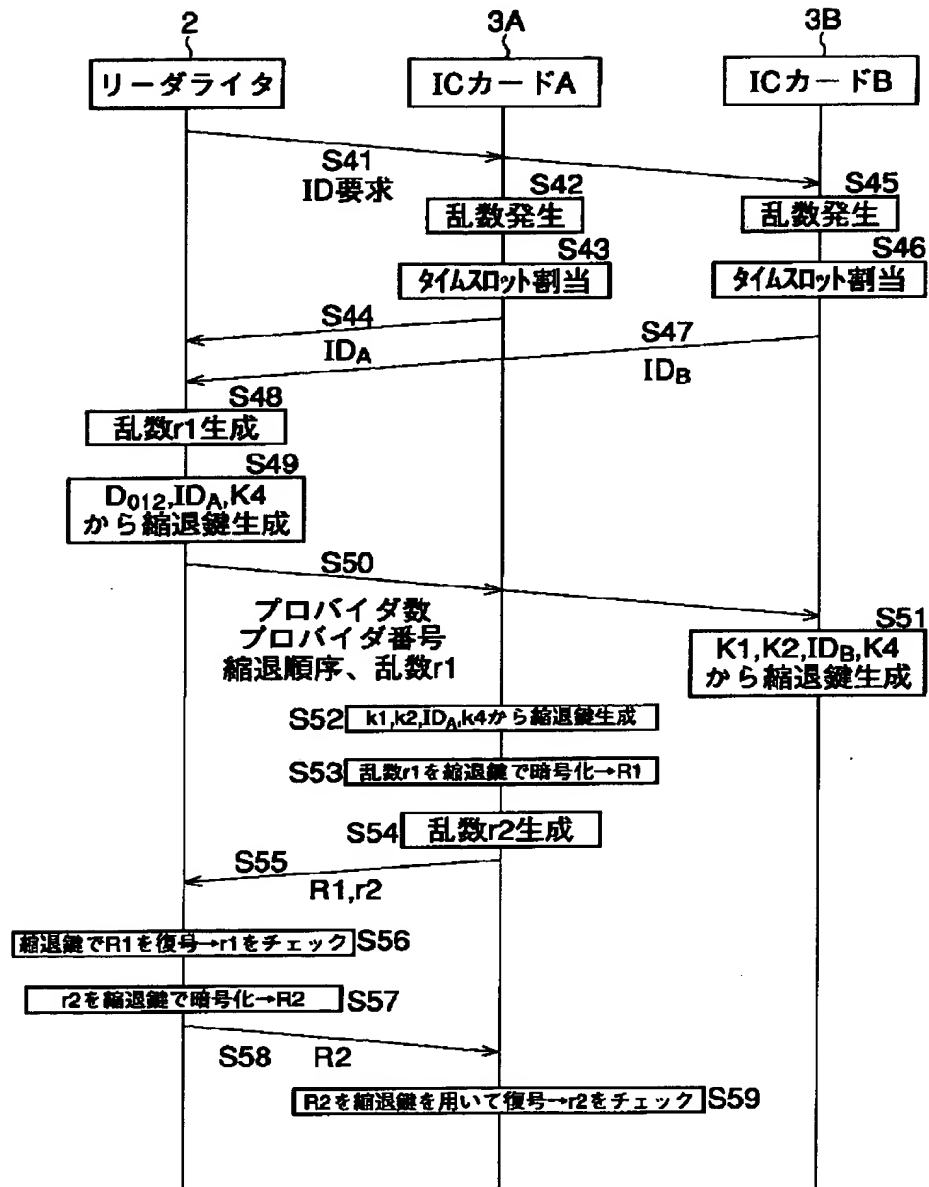 2
3A
3B
リーダライタ
ICカードA
ICカードB
S41
ID要求
S42
乱数発生
S45
乱数発生
S43
タイムスロット割当
S46
タイムスロット割当
S44
IDA
S47
IDB
S48
乱数r1生成
S49
D012,IDA,K4
から縮退鍵生成
S50
プロバイダ数
プロバイダ番号
縮退順序、乱数r1
S51
K1,K2,IDB,K4
から縮退鍵生成
S52
k1,k2,IDA,k4から縮退鍵生成
S53
乱数r1を縮退鍵で暗号化→R1
S54
乱数r2生成
S55
R1,r2
縮退鍵でR1を復号→r1をチェック
S56
r2を縮退鍵で暗号化→R2
S57
S58
R2
R2を縮退鍵を用いて復号→r2をチェック
S59